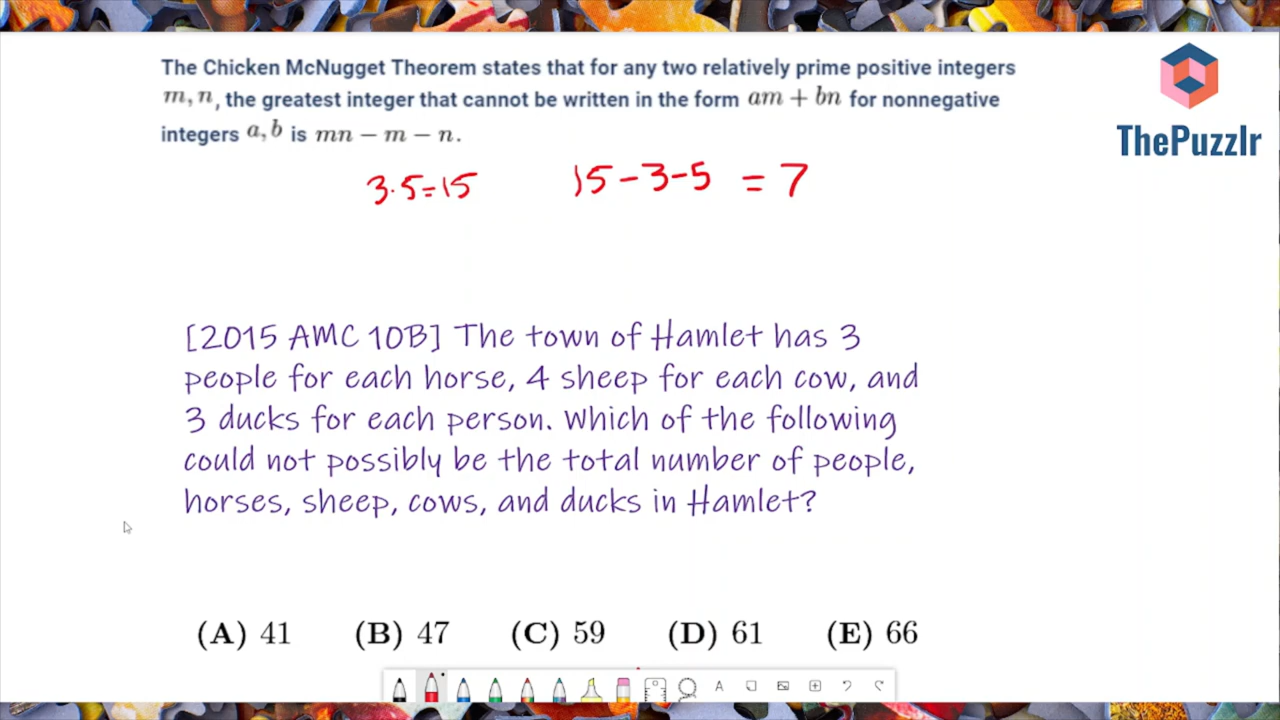 The Chicken McNugget Theorem states that for any two relatively prime positive integers
m, n, the greatest integer that cannot be written in the form am + bn for nonnegative
integers a, b is mn − m − n.
ThePuzzlr
3·5=15 15-3-5 = 7
[2015 AMC 10B] The town of Hamlet has 3
people for each horse, 4 sheep for each cow, and
3 ducks for each person. Which of the following
could not possibly be the total number of people,
horses, sheep, cows, and ducks in Hamlet?
(A) 41 (B) 47 (C) 59 (D) 61 (E) 66